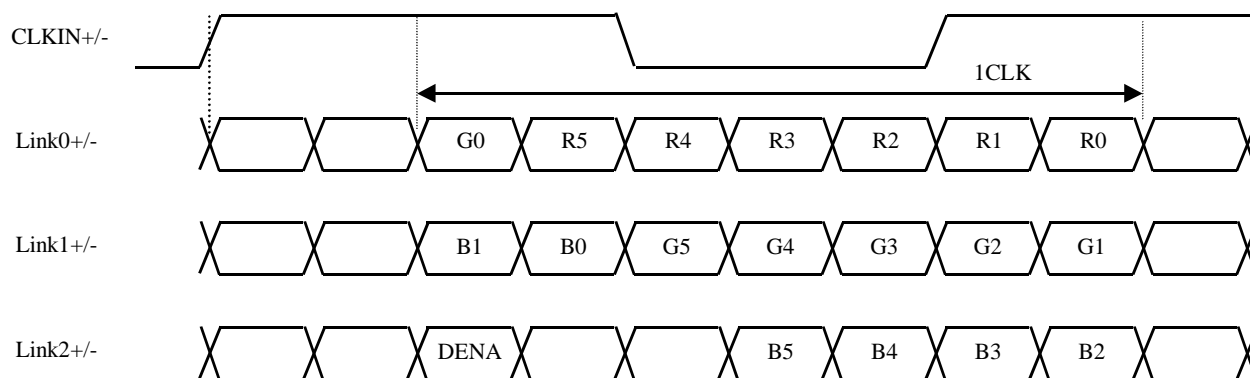 CLKIN+/-
1CLK
Link0+/- G0 R5 R4 R3 R2 R1 R0
Link1+/- B1 B0 G5 G4 G3 G2 G1
Link2+/- DENA B5 B4 B3 B2